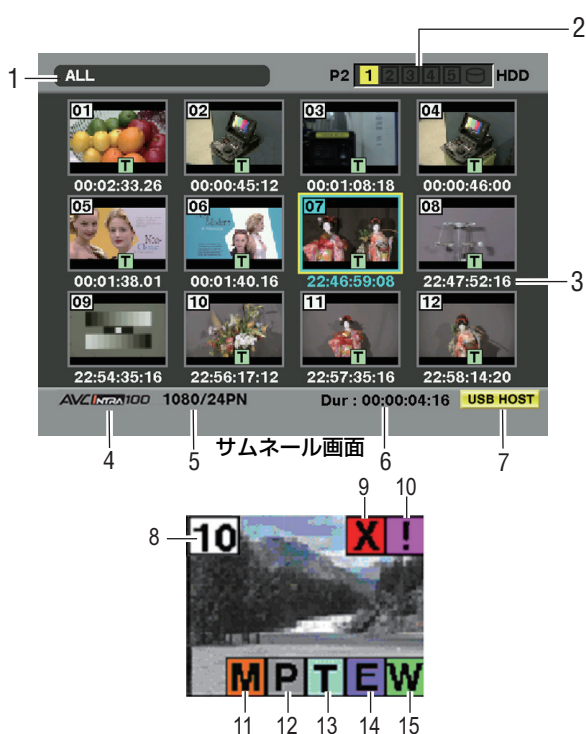 2
1
ALL
P2 1 2 3 4 5 HDD
01 02 03 04
T T T T
00:02:33.26 00:00:45:12 00:01:08:18 00:00:46:00
05 06 07 08
T T T T
00:01:38.01 00:01:40.16 22:46:59:08 22:47:52:16
3
09 10 11 12
T T T
22:54:35:16 22:56:17:12 22:57:35:16 22:58:14:20
AVC INTRA 100 1080/24PN Dur : 00:00:04:16 USB HOST
サムネール画面
4 5 6 7
9 10
8
10 X !
M P T E W
11 12 13 14 15